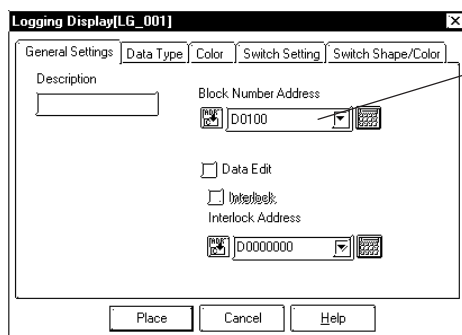 Logging Display[LG_001]
General Settings Data Type Color Switch Setting Switch Shape/Color
Description
Block Number Address
D0100
Data Edit
Interlock
Interlock Address
D0000000
Place Cancel Help